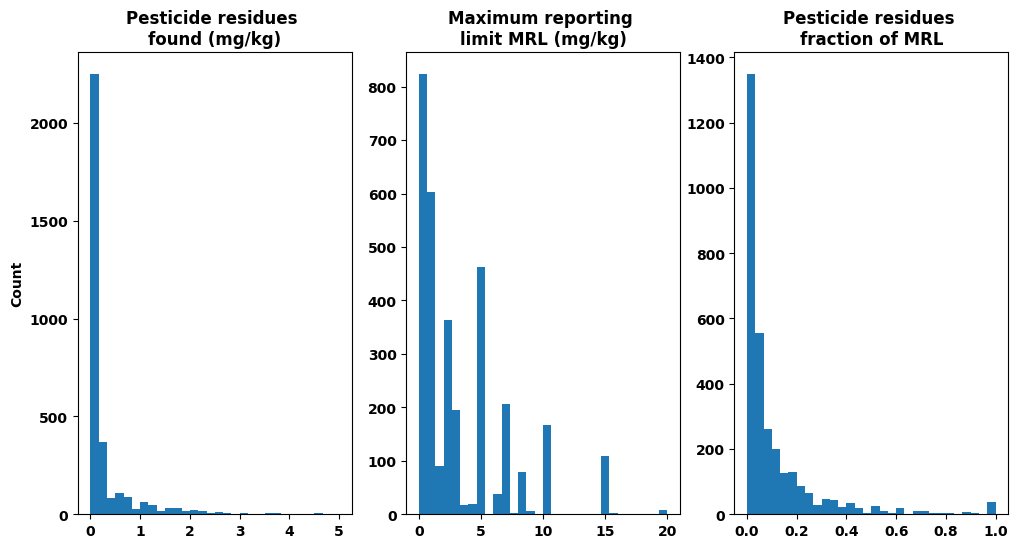 Pesticide residues
found (mg/kg)
Maximum reporting
limit MRL (mg/kg)
Pesticide residues
fraction of MRL
Count
2000
1500
1000
500
0
0 1 2 3 4 5
800
700
600
500
400
300
200
100
0
0 5 10 15 20
1400
1200
1000
800
600
400
200
0
0.0 0.2 0.4 0.6 0.8 1.0